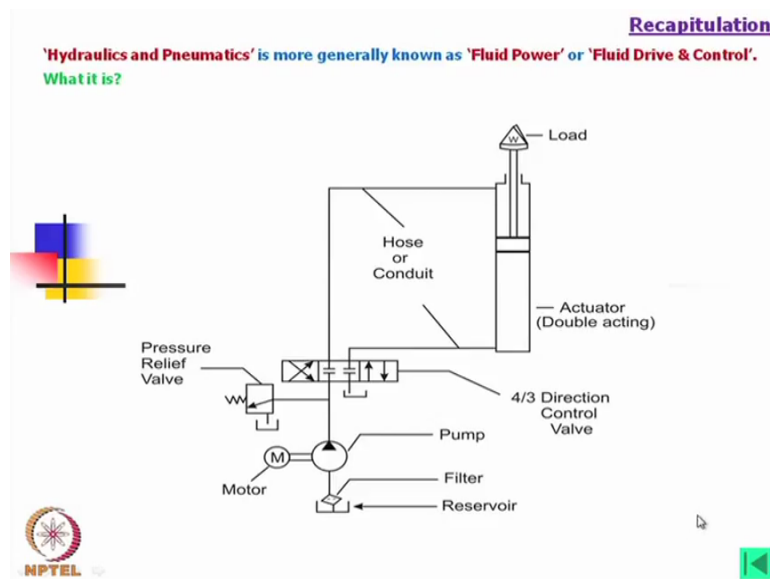 Recapitulation
'Hydraulics and Pneumatics' is more generally known as 'Fluid Power' or 'Fluid Drive & Control'.
What it is?
W
Load
Hose
or
Conduit
Actuator
(Double acting)
Pressure
Relief
Valve
4/3 Direction
Control
Valve
Pump
M
Motor
Filter
Reservoir
NPTEL